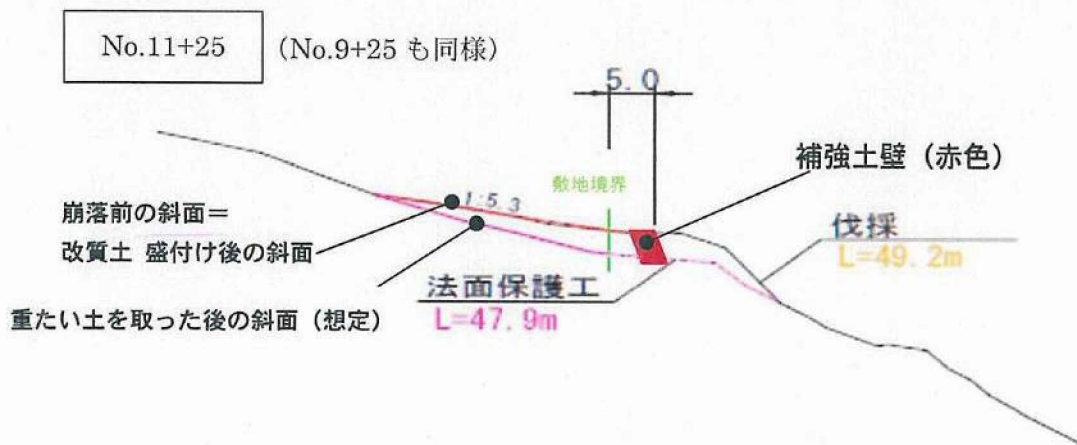 No.11+25 (No.9+25 も同様)
5.0
補強土壁(赤色)
敷地境界
1:5.3
崩落前の斜面=
改質土 盛付け後の斜面
伐採
L=49.2m
法面保護工
L=47.9m
重たい土を取った後の斜面(想定)